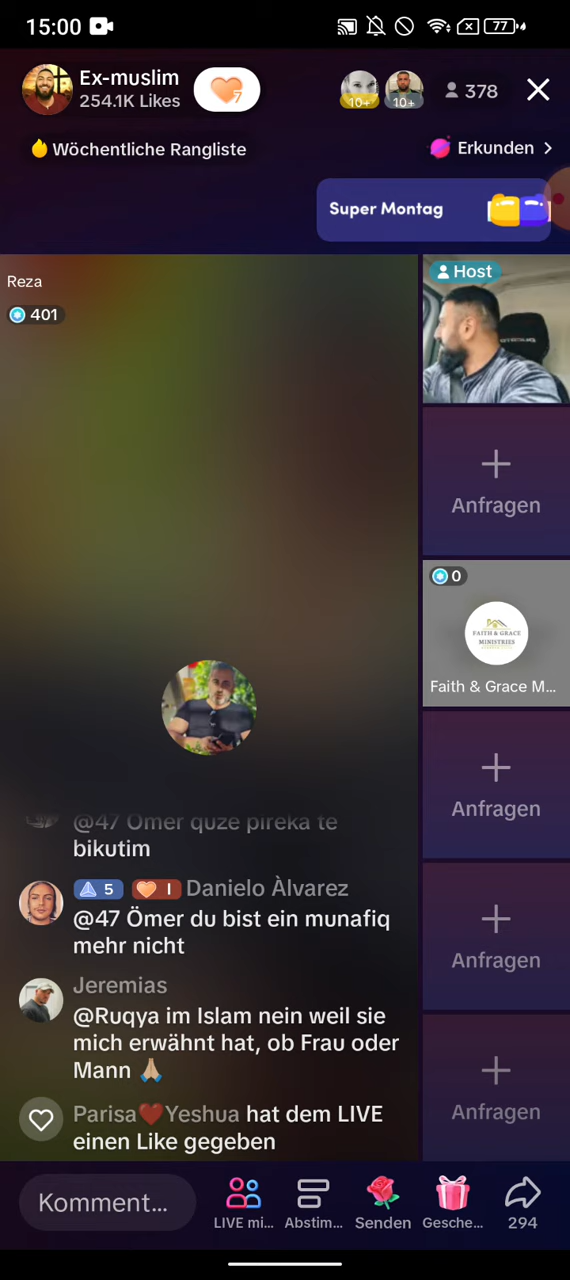 15:00
77
Ex-muslim
254.1K Likes
7
10+
10+
378
Wöchentliche Rangliste
Erkunden
Super Montag
Reza
401
Host
Anfragen
0
FAITH & GRACE
MINISTRIES
Faith & Grace M...
Anfragen
Anfragen
Anfragen
@47 Ömer quze pireka te
bikutim
5 I Danielo Àlvarez
@47 Ömer du bist ein munafiq
mehr nicht
Jeremias
@Ruqya im Islam nein weil sie
mich erwähnt hat, ob Frau oder
Mann 🙏🏼
Parisa❤️Yeshua hat dem LIVE
einen Like gegeben
Komment...
LIVE mi...
Abstim...
Senden
Gesche...
294